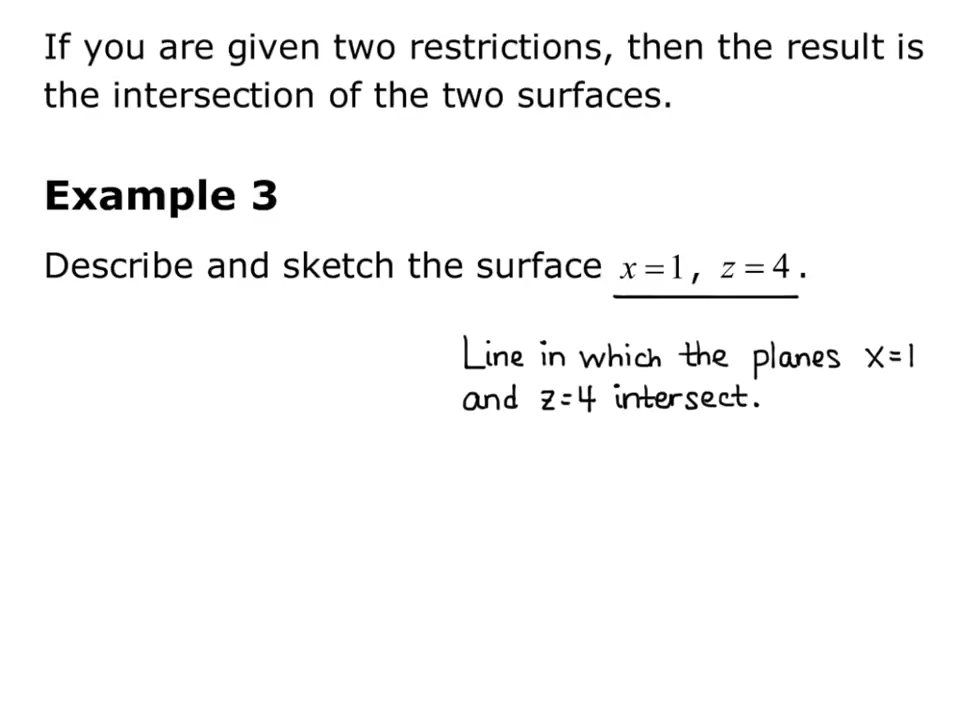 If you are given two restrictions, then the result is
the intersection of the two surfaces.
Example 3
Describe and sketch the surface x = 1, z = 4.
Line in which the planes x=1
and z=4 intersect.